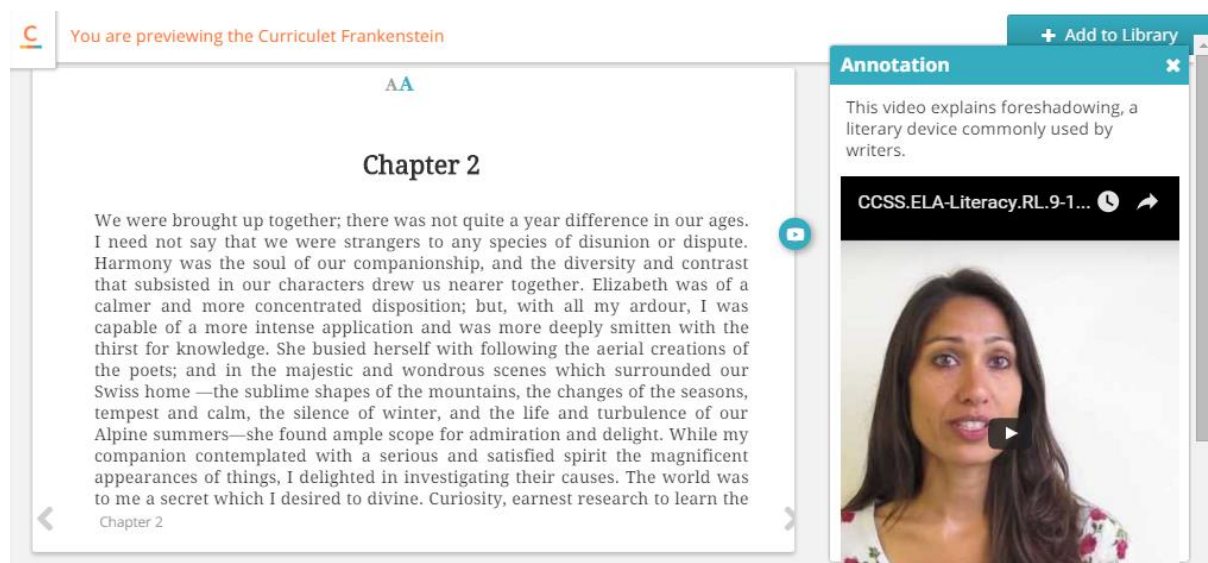 C
You are previewing the Curriculet Frankenstein
+ Add to Library
AA
Chapter 2
We were brought up together; there was not quite a year difference in our ages.
I need not say that we were strangers to any species of disunion or dispute.
Harmony was the soul of our companionship, and the diversity and contrast
that subsisted in our characters drew us nearer together. Elizabeth was of a
calmer and more concentrated disposition; but, with all my ardour, I was
capable of a more intense application and was more deeply smitten with the
thirst for knowledge. She busied herself with following the aerial creations of
the poets; and in the majestic and wondrous scenes which surrounded our
Swiss home —the sublime shapes of the mountains, the changes of the seasons,
tempest and calm, the silence of winter, and the life and turbulence of our
Alpine summers—she found ample scope for admiration and delight. While my
companion contemplated with a serious and satisfied spirit the magnificent
appearances of things, I delighted in investigating their causes. The world was
to me a secret which I desired to divine. Curiosity, earnest research to learn the
Chapter 2
Annotation
This video explains foreshadowing, a
literary device commonly used by
writers.
CCSS.ELA-Literacy.RL.9-1...